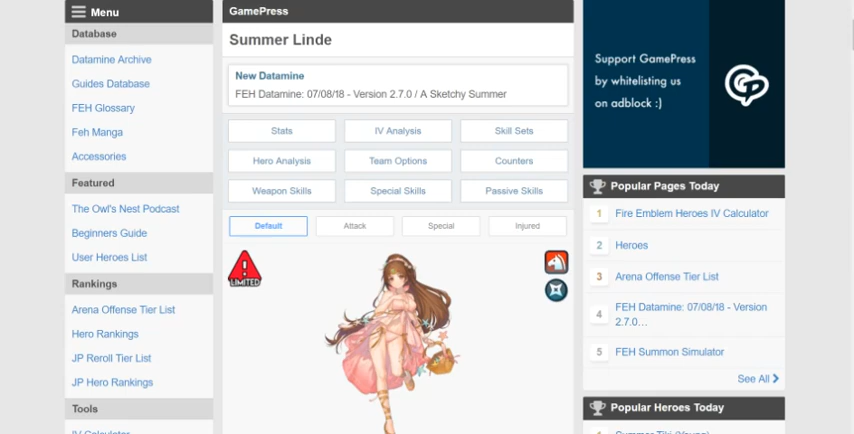 Menu
Database
Datamine Archive
Guides Database
FEH Glossary
Feh Manga
Accessories
Featured
The Owl's Nest Podcast
Beginners Guide
User Heroes List
Rankings
Arena Offense Tier List
Hero Rankings
JP Reroll Tier List
JP Hero Rankings
Tools
IV Calculator
GamePress
Summer Linde
New Datamine
FEH Datamine: 07/08/18 - Version 2.7.0 / A Sketchy Summer
Stats
IV Analysis
Skill Sets
Hero Analysis
Team Options
Counters
Weapon Skills
Special Skills
Passive Skills
Default
Attack
Special
Injured
LIMITED
Support GamePress
by whitelisting us
on adblock :)
Popular Pages Today
1 Fire Emblem Heroes IV Calculator
2 Heroes
3 Arena Offense Tier List
4 FEH Datamine: 07/08/18 - Version
2.7.0…
5 FEH Summon Simulator
See All
Popular Heroes Today
Summer Tiki (Young)